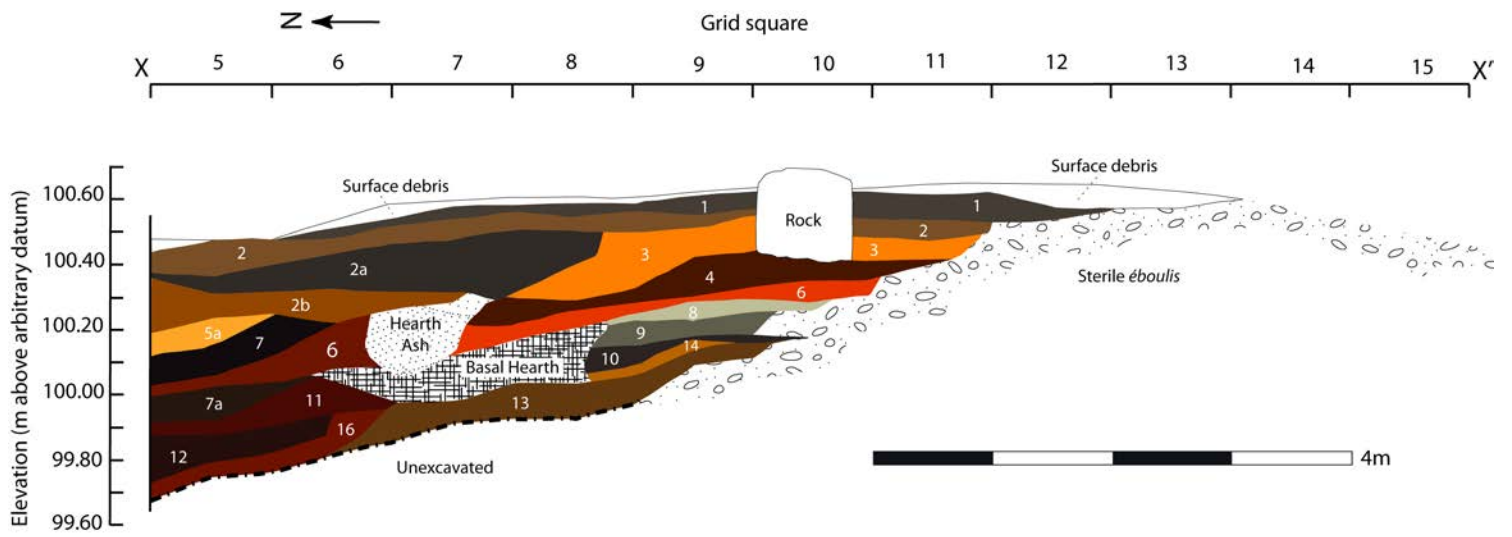 N
Grid square
X 5 6 7 8 9 10 11 12 13 14 15 X'
Elevation (m above arbitrary datum)
100.60
100.40
100.20
100.00
99.80
99.60
Surface debris
Surface debris
1
1
Rock
2
2
2a
3
3
4
2b
6
5a
8
Hearth
Ash
7
6
9
10
14
Basal Hearth
7a
11
13
16
12
Sterile éboulis
Unexcavated
4m